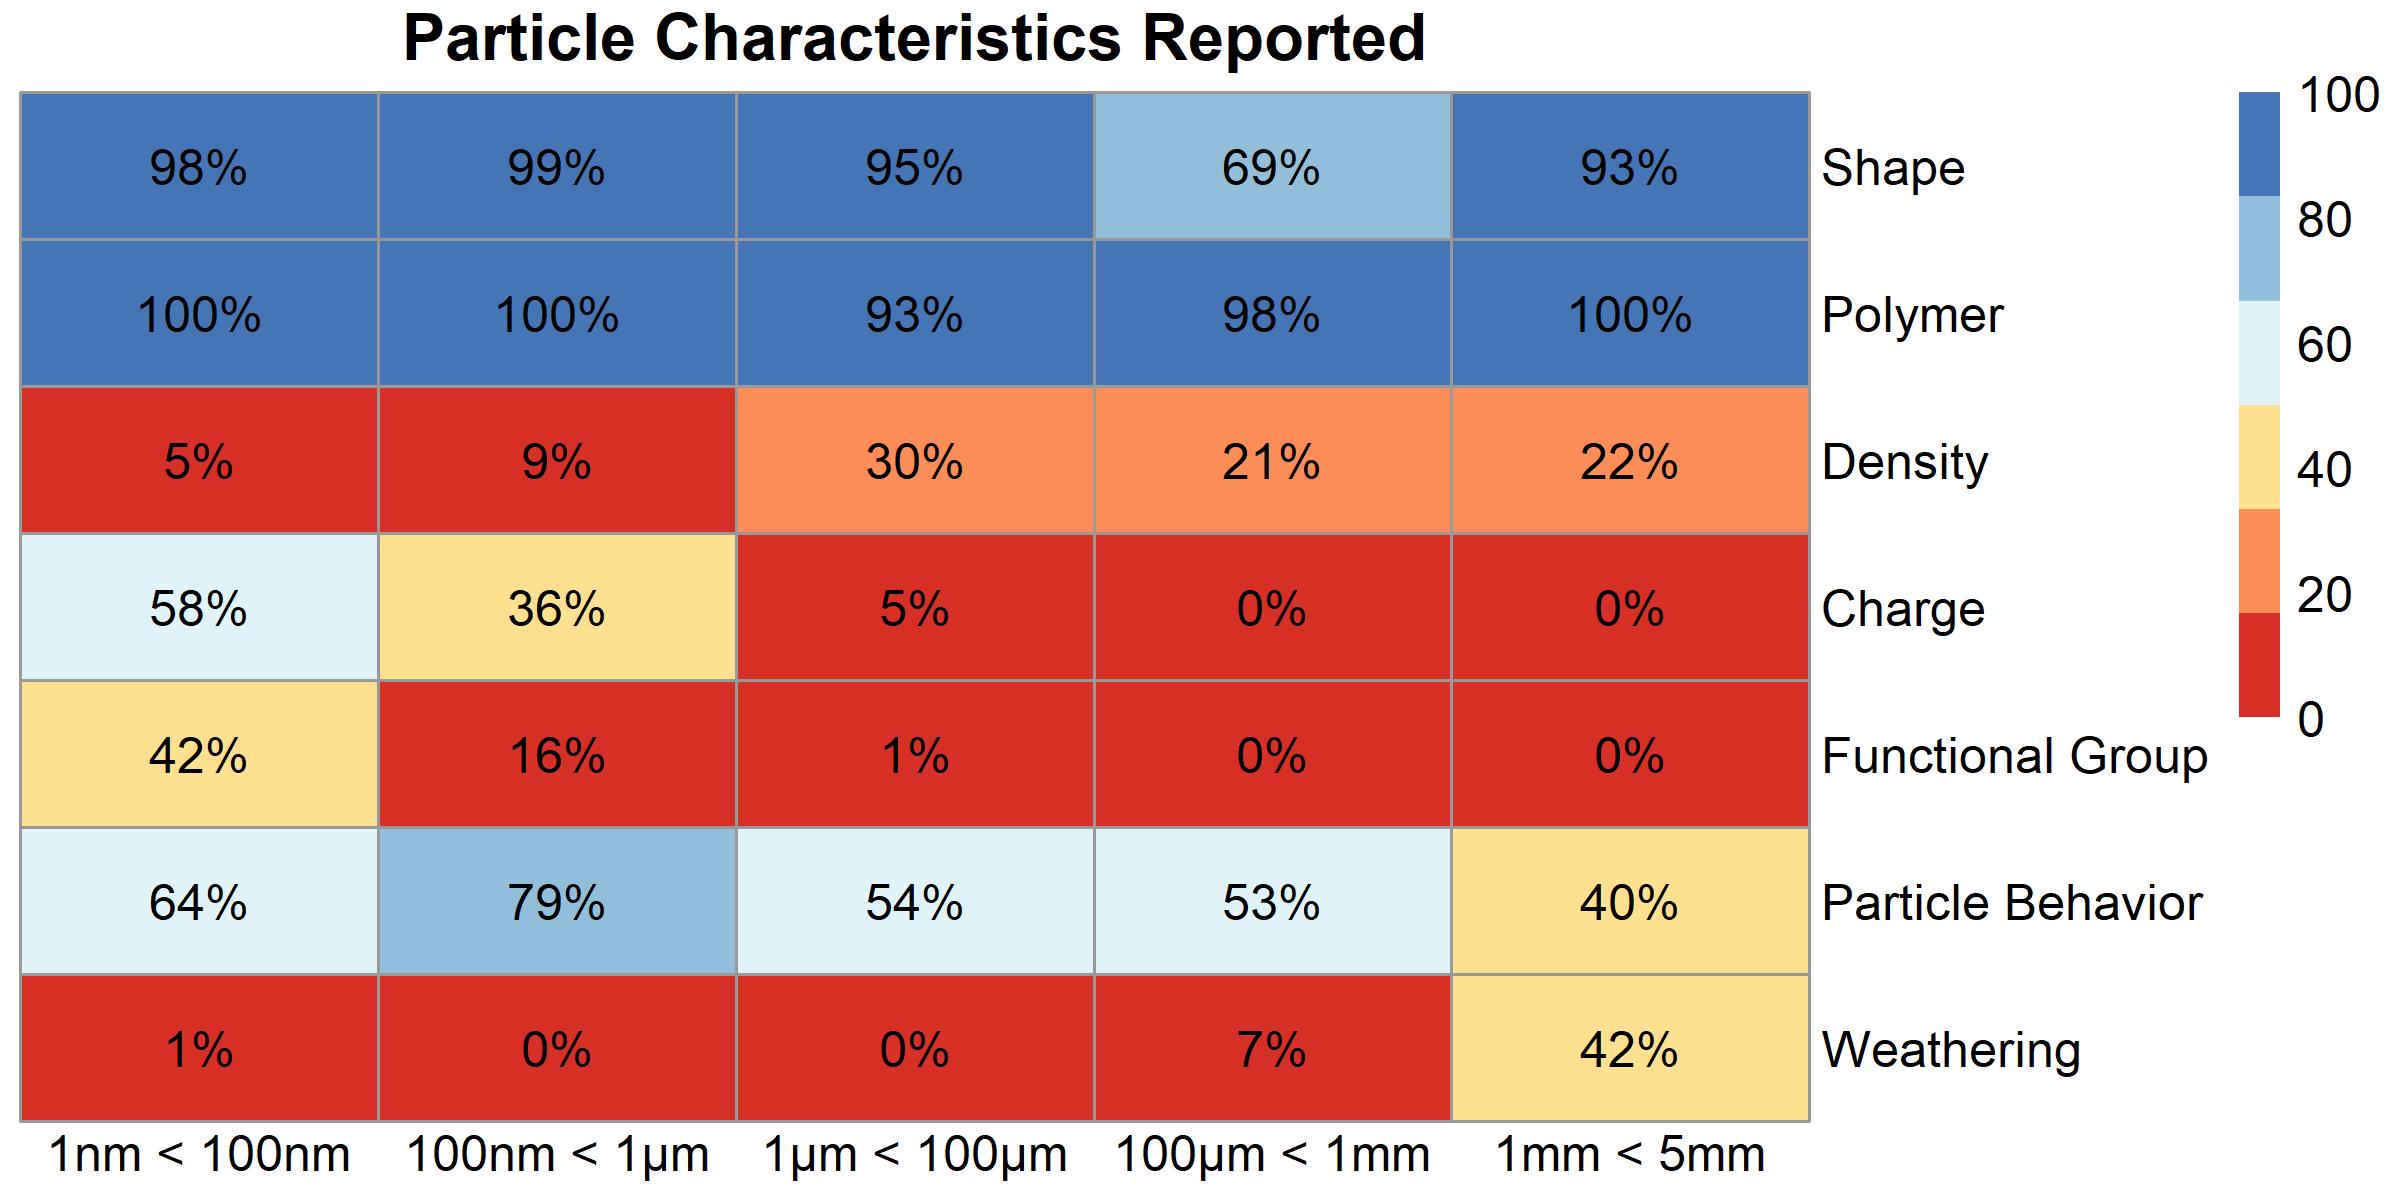 Particle Characteristics Reported
98% 99% 95% 69% 93% Shape
100% 100% 93% 98% 100% Polymer
5% 9% 30% 21% 22% Density
58% 36% 5% 0% 0% Charge
42% 16% 1% 0% 0% Functional Group
64% 79% 54% 53% 40% Particle Behavior
1% 0% 0% 7% 42% Weathering
1nm < 100nm 100nm < 1µm 1µm < 100µm 100µm < 1mm 1mm < 5mm
100
80
60
40
20
0